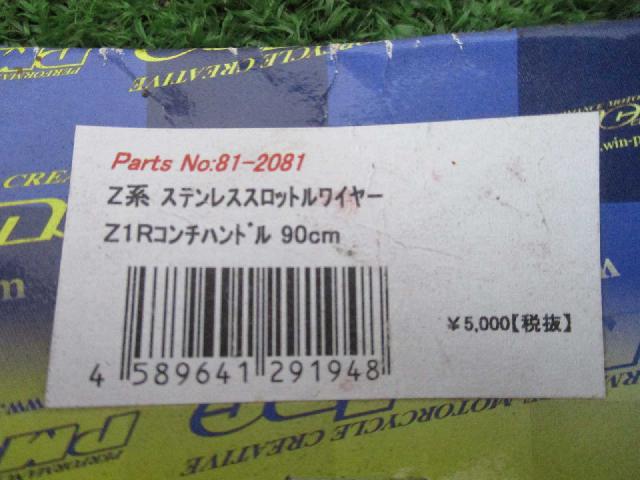 MOTORCYCLE CREATIVE
Parts No:81-2081
Z系 ステンレススロットルワイヤー
Z1Rコンチハンドル 90cm
¥5,000【税抜】
4 589641 291948
MOTORCYCLE CREATIVE